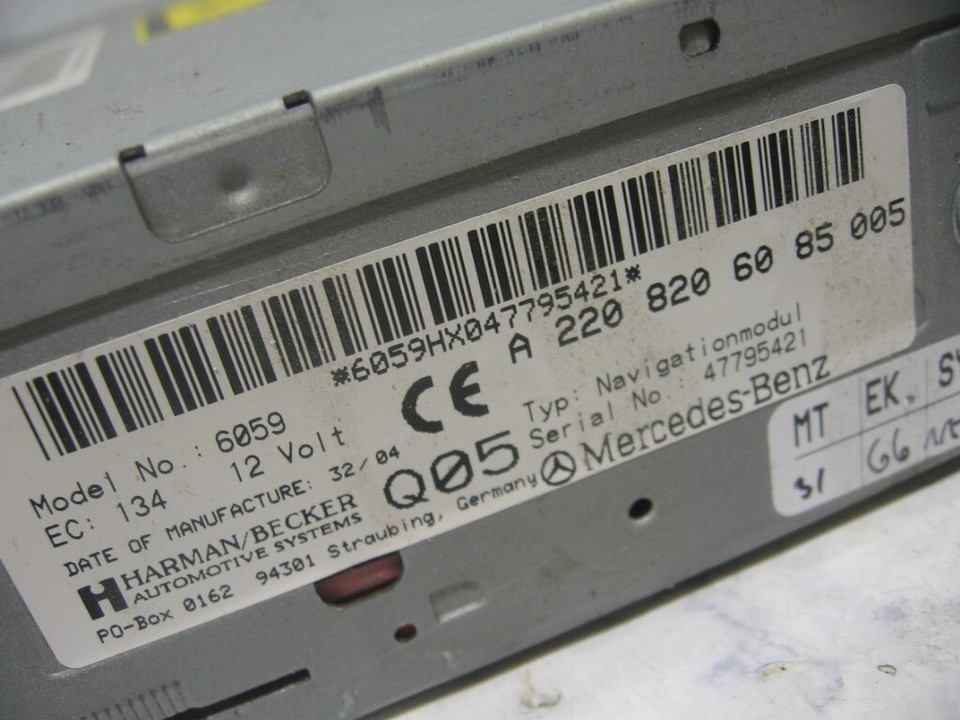 *6059HX047795421*
A 220 820 60 85 005
Model No.: 6059
EC: 134 12 Volt
CE
Typ: Navigationmodul
Serial No: 47795421
DATE OF MANUFACTURE: 32/04
Q05
Mercedes-Benz
HARMAN/BECKER
AUTOMOTIVE SYSTEMS
PO-Box 0162 94301 Straubing, Germany
MT EK.
31 G6